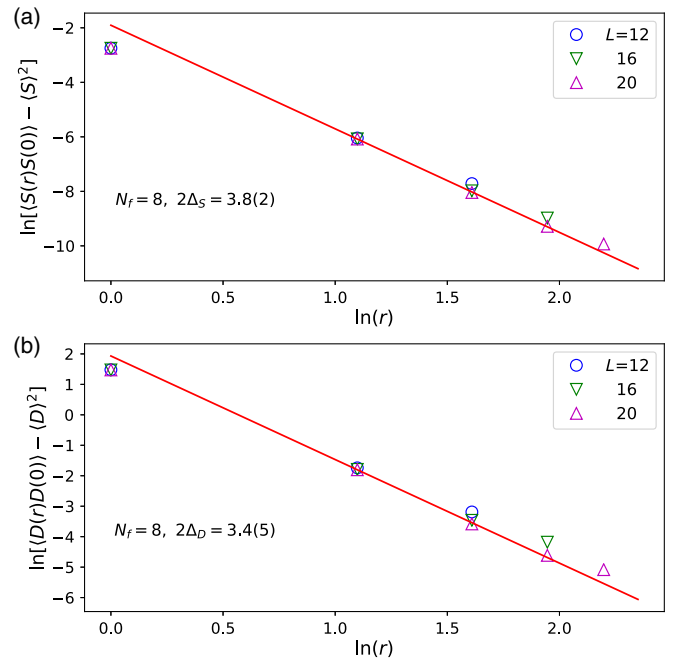 (a)
ln[⟨S(r)S(0)⟩ − ⟨S⟩²]
−2
−4
−6
−8
−10
L=12
16
20
N_f = 8, 2Δ_S = 3.8(2)
0.0 0.5 1.0 1.5 2.0
ln(r)
(b)
ln[⟨D(r)D(0)⟩ − ⟨D⟩²]
2
1
0
−1
−2
−3
−4
−5
−6
L=12
16
20
N_f = 8, 2Δ_D = 3.4(5)
0.0 0.5 1.0 1.5 2.0
ln(r)